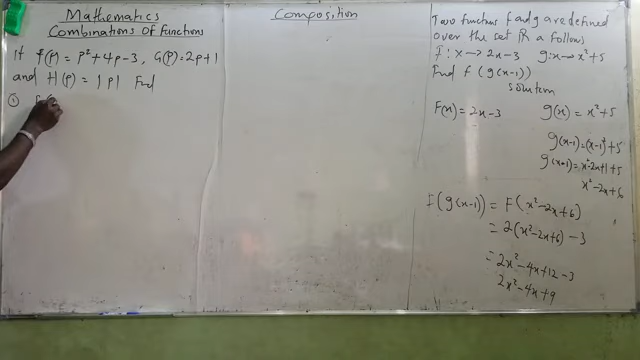 Mathematics
Combinations of functions
If f(p) = p²+4p-3, G(p)=2p+1
and H(p) = |p| Find
①
Composition
Two functions f and g are defined
over the set R a follows
F: x→2x-3 g:x→x²+5
Find f(g(x-1))
solution
F(x)=2x-3 g(x)=x²+5
g(x-1)=(x-1)²+5
g(x-1)=x²-2x+1+5
x²-2x+6
F(g(x-1)) = F(x²-2x+6)
= 2(x²-2x+6)-3
= 2x²-4x+12-3
2x²-4x+9